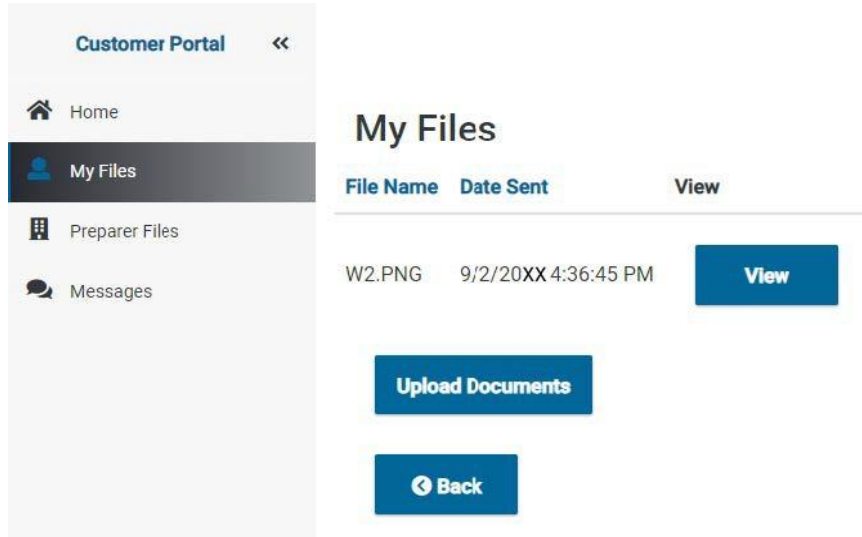 Customer Portal
Home
My Files
Preparer Files
Messages
My Files
File Name Date Sent View
W2.PNG 9/2/20XX 4:36:45 PM View
Upload Documents
Back